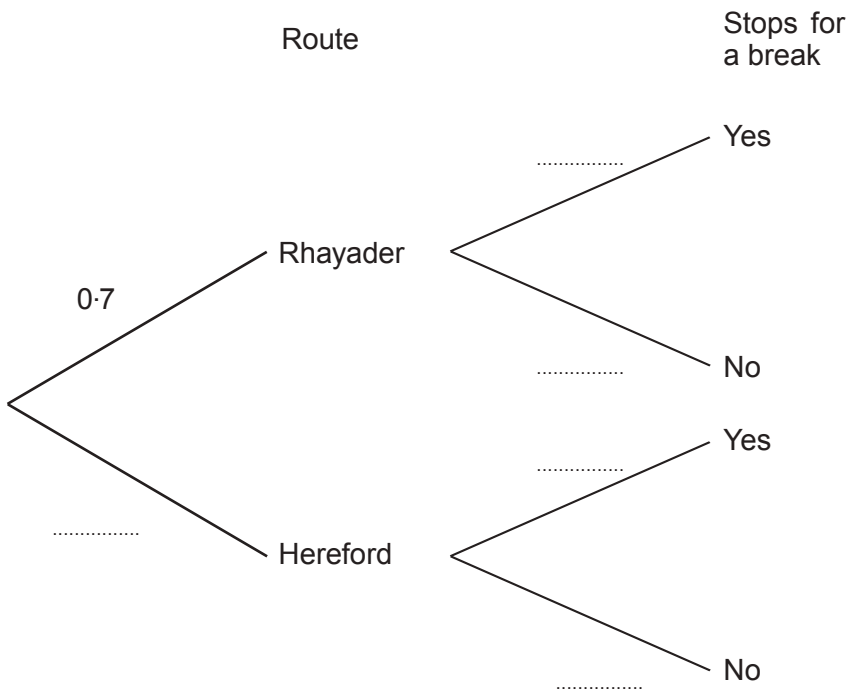 Route
Stops for
a break
Yes
................
Rhayader
0·7
................
No
Yes
................
................
Hereford
................
No